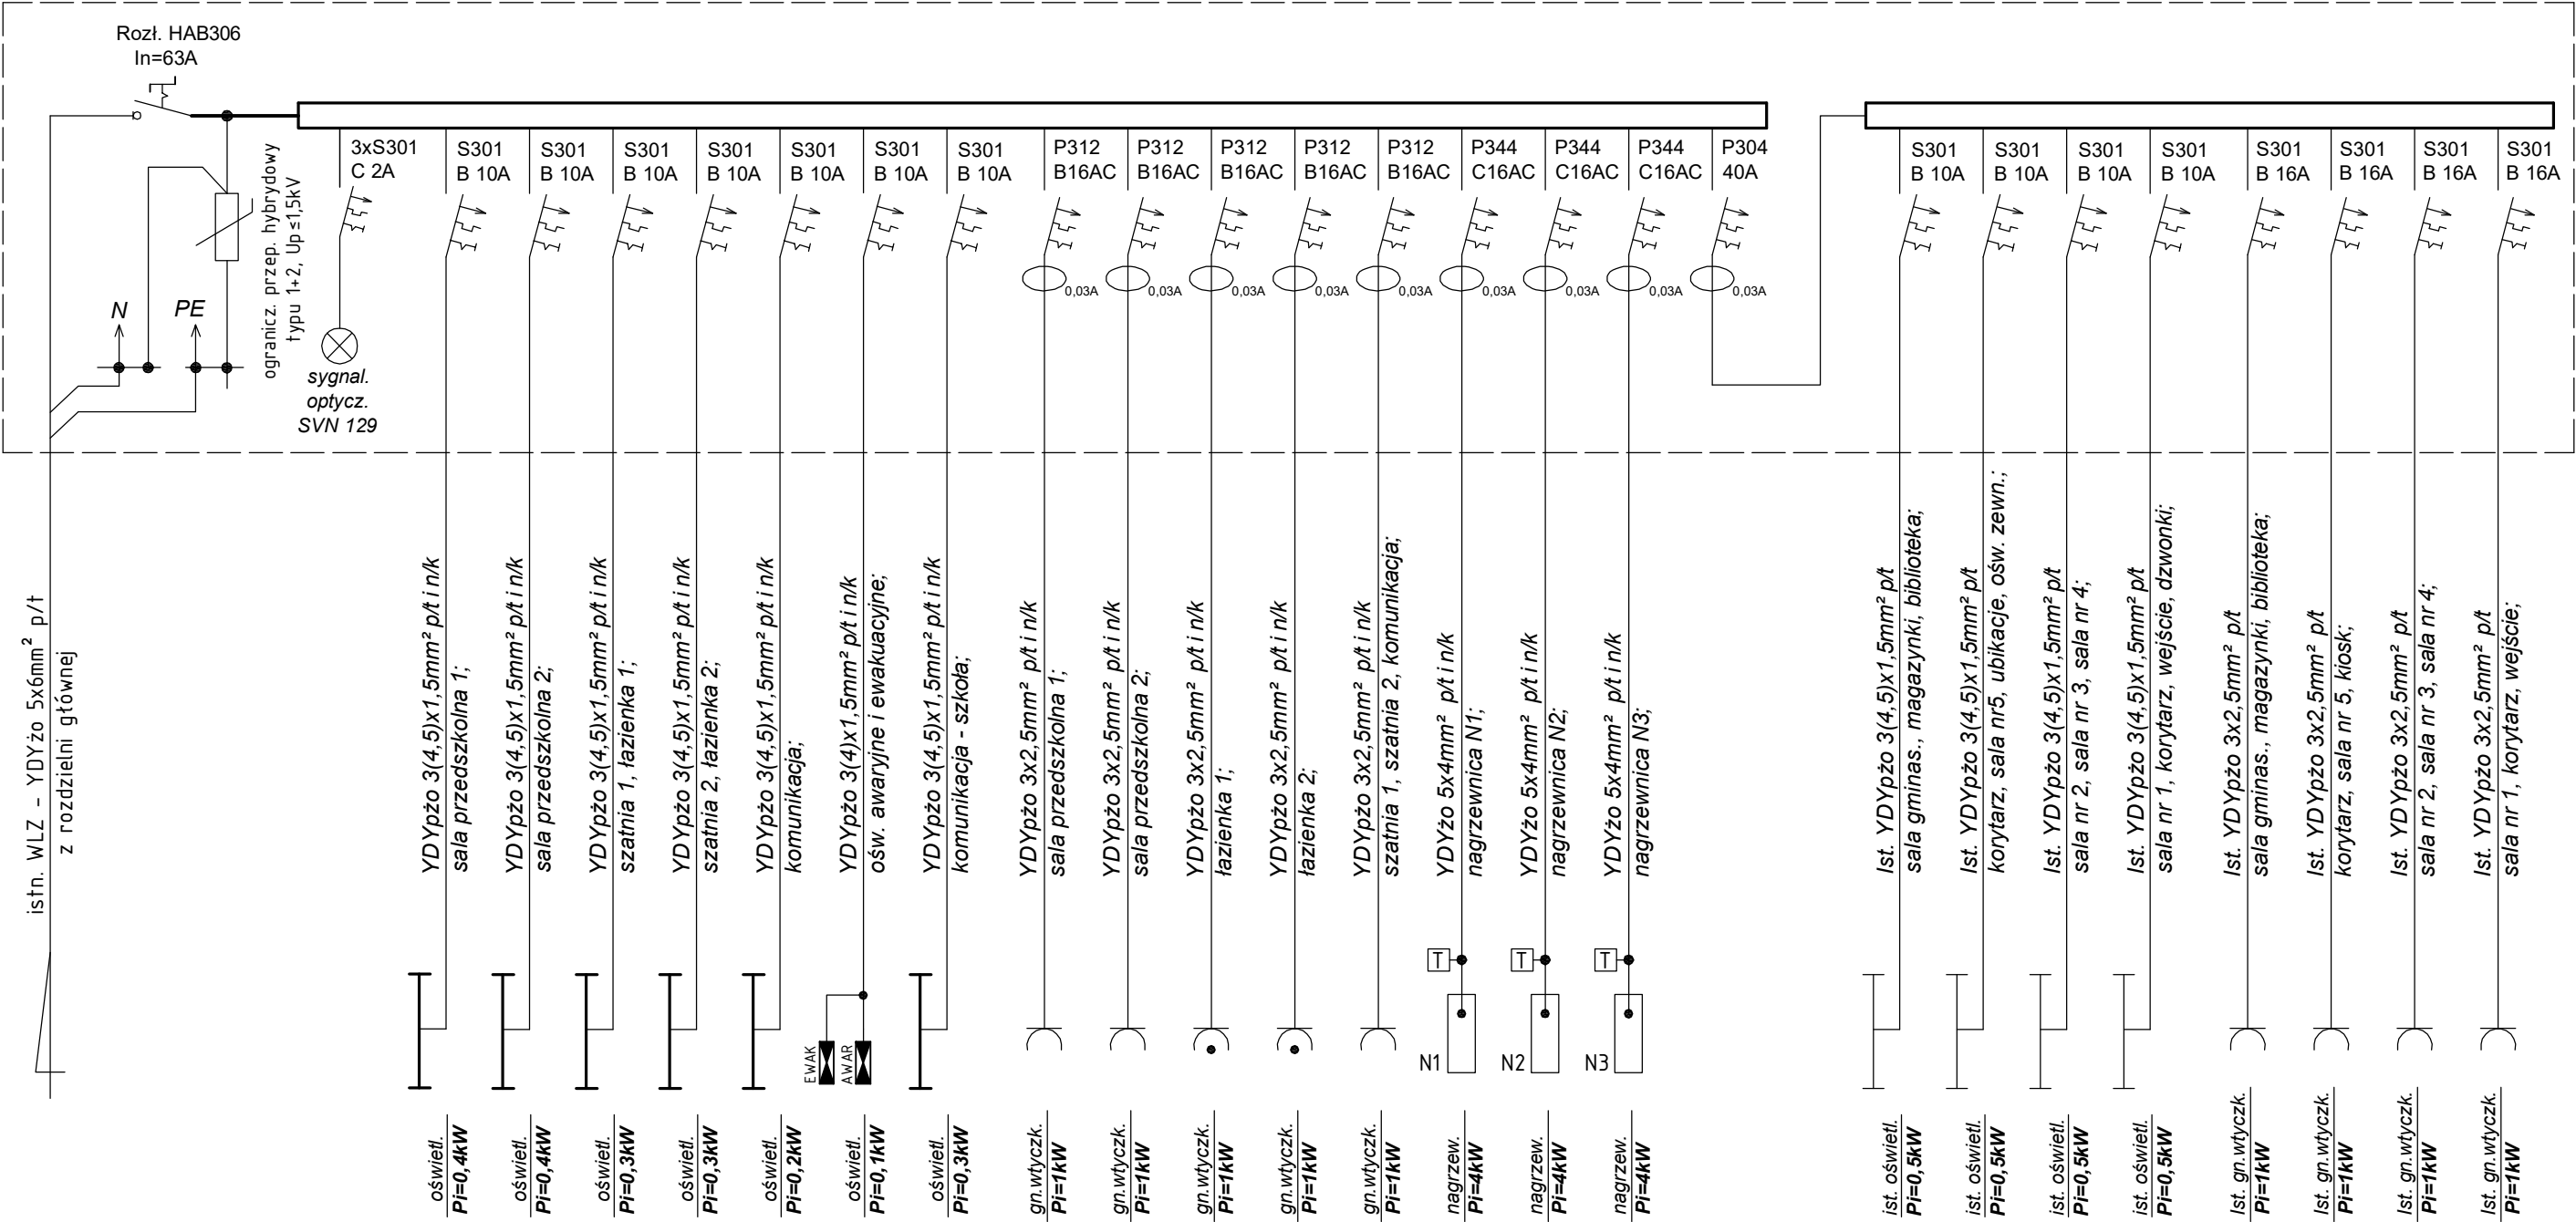 Rozł. HAB306
In=63A
ogranicz. przep. hybrydowy
typu 1+2, Up≤1,5kV
N
PE
3xS301
C 2A
sygnal.
optycz.
SVN 129
S301
B 10A
S301
B 10A
S301
B 10A
S301
B 10A
S301
B 10A
S301
B 10A
S301
B 10A
P312
B16AC
0,03A
P312
B16AC
0,03A
P312
B16AC
0,03A
P312
B16AC
0,03A
P312
B16AC
0,03A
P344
C16AC
0,03A
P344
C16AC
0,03A
P344
C16AC
0,03A
P304
40A
0,03A
S301
B 10A
S301
B 10A
S301
B 10A
S301
B 10A
S301
B 16A
S301
B 16A
S301
B 16A
S301
B 16A
istn. WLZ - YDYżo 5x6mm² p/t
z rozdzielni głównej
YDYpżo 3(4,5)x1,5mm² p/t i n/k
sala przedszkolna 1;
YDYpżo 3(4,5)x1,5mm² p/t i n/k
sala przedszkolna 2;
YDYpżo 3(4,5)x1,5mm² p/t i n/k
szatnia 1, łazienka 1;
YDYpżo 3(4,5)x1,5mm² p/t i n/k
szatnia 2, łazienka 2;
YDYpżo 3(4,5)x1,5mm² p/t i n/k
komunikacja;
YDYpżo 3(4)x1,5mm² p/t i n/k
ośw. awaryjne i ewakuacyjne;
YDYpżo 3(4,5)x1,5mm² p/t i n/k
komunikacja - szkoła;
YDYpżo 3x2,5mm² p/t i n/k
sala przedszkolna 1;
YDYpżo 3x2,5mm² p/t i n/k
sala przedszkolna 2;
YDYpżo 3x2,5mm² p/t i n/k
łazienka 1;
YDYpżo 3x2,5mm² p/t i n/k
łazienka 2;
YDYpżo 3x2,5mm² p/t i n/k
szatnia 1, szatnia 2, komunikacja;
YDYżo 5x4mm² p/t i n/k
nagrzewnica N1;
YDYżo 5x4mm² p/t i n/k
nagrzewnica N2;
YDYżo 5x4mm² p/t i n/k
nagrzewnica N3;
Ist. YDYpżo 3(4,5)x1,5mm² p/t
sala gminas., magazynki, biblioteka;
Ist. YDYpżo 3(4,5)x1,5mm² p/t
korytarz, sala nr5, ubikacje, ośw. zewn.;
Ist. YDYpżo 3(4,5)x1,5mm² p/t
sala nr 2, sala nr 3, sala nr 4;
Ist. YDYpżo 3(4,5)x1,5mm² p/t
sala nr 1, korytarz, wejście, dzwonki;
Ist. YDYpżo 3x2,5mm² p/t
sala gminas., magazynki, biblioteka;
Ist. YDYpżo 3x2,5mm² p/t
korytarz, sala nr 5, kiosk;
Ist. YDYpżo 3x2,5mm² p/t
sala nr 2, sala nr 3, sala nr 4;
Ist. YDYpżo 3x2,5mm² p/t
sala nr 1, korytarz, wejście;
EWAK
AWAR
T
N1
T
N2
T
N3
oświetl.
Pi=0,4kW
oświetl.
Pi=0,4kW
oświetl.
Pi=0,3kW
oświetl.
Pi=0,3kW
oświetl.
Pi=0,2kW
oświetl.
Pi=0,1kW
oświetl.
Pi=0,3kW
gn.wtyczk.
Pi=1kW
gn.wtyczk.
Pi=1kW
gn.wtyczk.
Pi=1kW
gn.wtyczk.
Pi=1kW
gn.wtyczk.
Pi=1kW
nagrzew.
Pi=4kW
nagrzew.
Pi=4kW
nagrzew.
Pi=4kW
ist. oświetl.
Pi=0,5kW
ist. oświetl.
Pi=0,5kW
ist. oświetl.
Pi=0,5kW
ist. oświetl.
Pi=0,5kW
Ist. gn.wtyczk.
Pi=1kW
Ist. gn.wtyczk.
Pi=1kW
Ist. gn.wtyczk.
Pi=1kW
Ist. gn.wtyczk.
Pi=1kW